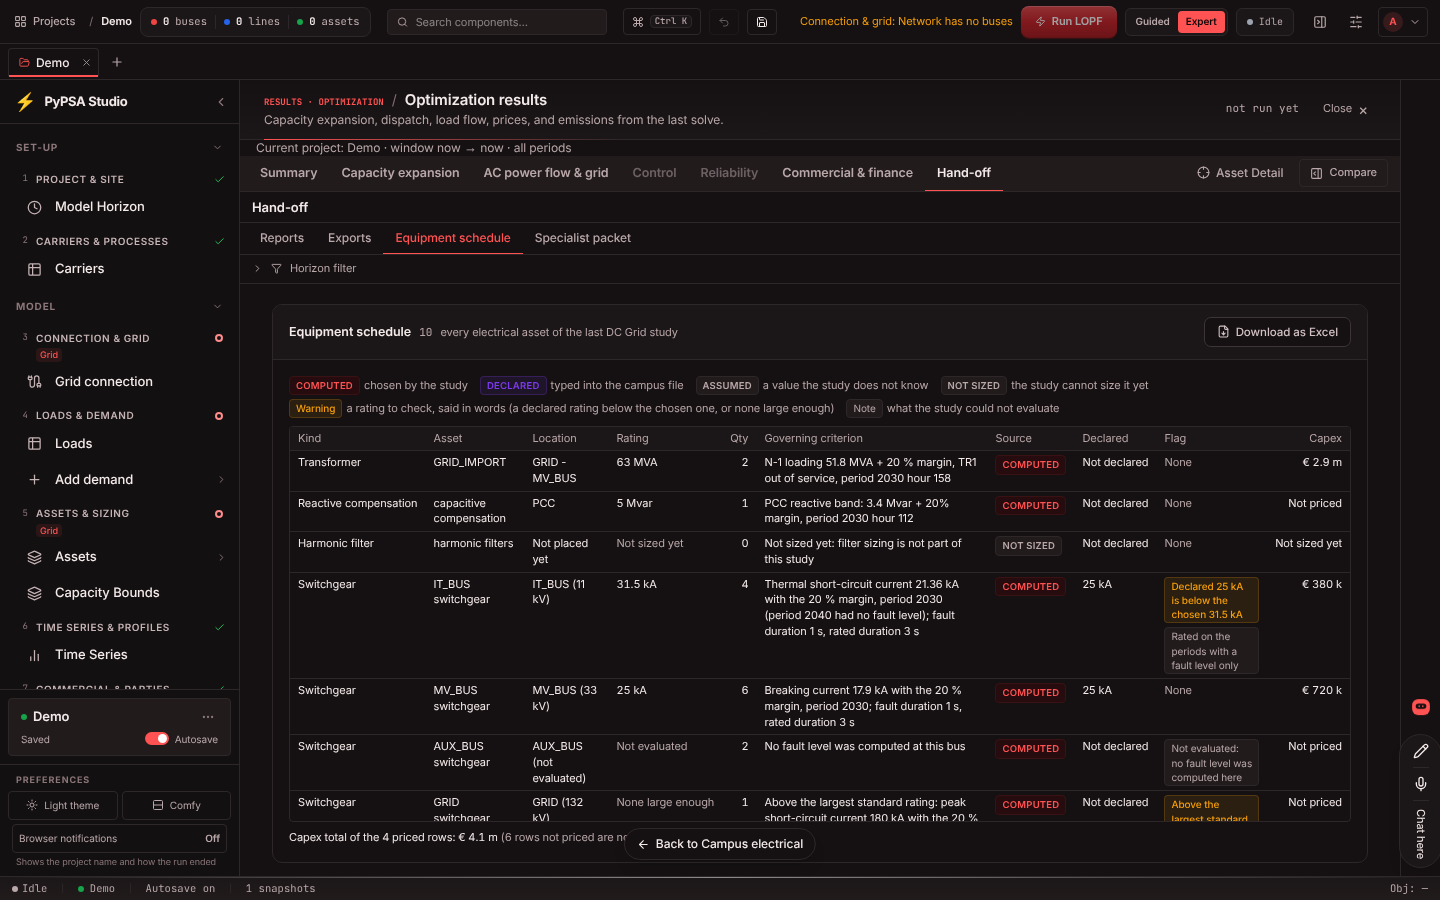 Projects / Demo 0 buses 0 lines 0 assets Search components... ⌘ Ctrl K Connection & grid: Network has no buses Run LOPF Guided Expert Idle A
Demo × +
PyPSA Studio
SET-UP
1 PROJECT & SITE
Model Horizon
2 CARRIERS & PROCESSES
Carriers
MODEL
3 CONNECTION & GRID
Grid
Grid connection
4 LOADS & DEMAND
Loads
Add demand
5 ASSETS & SIZING
Grid
Assets
Capacity Bounds
6 TIME SERIES & PROFILES
Time Series
7 COMMERCIAL & PARTIES
Demo ...
Saved Autosave
PREFERENCES
Light theme Comfy
Browser notifications Off
Shows the project name and how the run ended
RESULTS · OPTIMIZATION / Optimization results
Capacity expansion, dispatch, load flow, prices, and emissions from the last solve.
not run yet Close ×
Current project: Demo · window now → now · all periods
Summary Capacity expansion AC power flow & grid Control Reliability Commercial & finance Hand-off Asset Detail Compare
Hand-off
Reports Exports Equipment schedule Specialist packet
Horizon filter
Equipment schedule 10 every electrical asset of the last DC Grid study Download as Excel
COMPUTED chosen by the study DECLARED typed into the campus file ASSUMED a value the study does not know NOT SIZED the study cannot size it yet
Warning a rating to check, said in words (a declared rating below the chosen one, or none large enough) Note what the study could not evaluate
Kind Asset Location Rating Qty Governing criterion Source Declared Flag Capex
Transformer GRID_IMPORT GRID - 63 MVA 2 N-1 loading 51.8 MVA + 20 % margin, TR1 COMPUTED Not declared None € 2.9 m
MV_BUS out of service, period 2030 hour 158
Reactive compensation capacitive PCC 5 Mvar 1 PCC reactive band: 3.4 Mvar + 20% COMPUTED Not declared None Not priced
compensation margin, period 2030 hour 112
Harmonic filter harmonic filters Not placed Not sized yet 0 Not sized yet: filter sizing is not part of NOT SIZED Not declared None Not sized yet
yet this study
Switchgear IT_BUS IT_BUS (11 31.5 kA 4 Thermal short-circuit current 21.36 kA COMPUTED 25 kA Declared 25 kA € 380 k
switchgear kV) with the 20 % margin, period 2030 is below the
(period 2040 had no fault level); fault chosen 31.5 kA
duration 1 s, rated duration 3 s Rated on the
periods with a
fault level only
Switchgear MV_BUS MV_BUS (33 25 kA 6 Breaking current 17.9 kA with the 20 % COMPUTED 25 kA None € 720 k
switchgear kV) margin, period 2030; fault duration 1 s,
rated duration 3 s
Switchgear AUX_BUS AUX_BUS Not evaluated 2 No fault level was computed at this bus COMPUTED Not declared Not evaluated: Not priced
switchgear (not no fault level was
evaluated) computed here
Switchgear GRID GRID (132 None large enough 1 Above the largest standard rating: peak COMPUTED Not declared Above the Not priced
switchgear kV) short-circuit current 180 kA with the 20 % largest standard
Capex total of the 4 priced rows: € 4.1 m (6 rows not priced are
Back to Campus electrical
Chat here
Idle Demo Autosave on 1 snapshots Obj: —